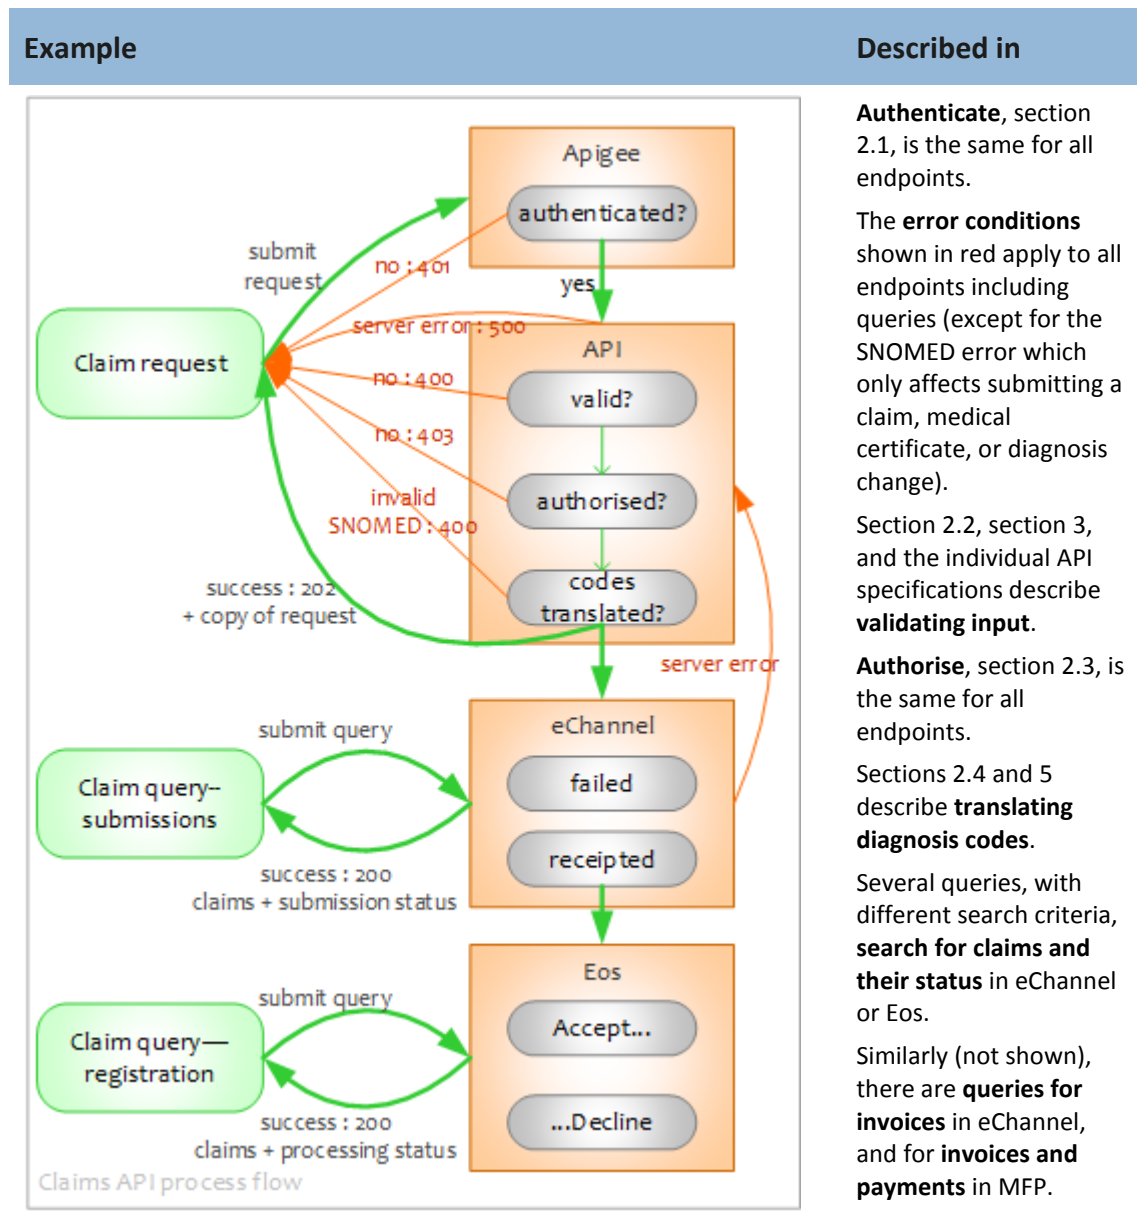 Example
Described in
Apigee
authenticated?
submit
request
no : 401
yes
server error : 500
Claim request
API
no : 400
valid?
no : 403
authorised?
invalid
SNOMED : 400
codes
translated?
success : 202
+ copy of request
server error
eChannel
submit query
failed
Claim query--
submissions
receipted
success : 200
claims + submission status
Eos
submit query
Accept...
Claim query—
registration
...Decline
success : 200
claims + processing status
Claims API process flow
Authenticate, section
2.1, is the same for all
endpoints.
The error conditions
shown in red apply to all
endpoints including
queries (except for the
SNOMED error which
only affects submitting a
claim, medical
certificate, or diagnosis
change).
Section 2.2, section 3,
and the individual API
specifications describe
validating input.
Authorise, section 2.3, is
the same for all
endpoints.
Sections 2.4 and 5
describe translating
diagnosis codes.
Several queries, with
different search criteria,
search for claims and
their status in eChannel
or Eos.
Similarly (not shown),
there are queries for
invoices in eChannel,
and for invoices and
payments in MFP.